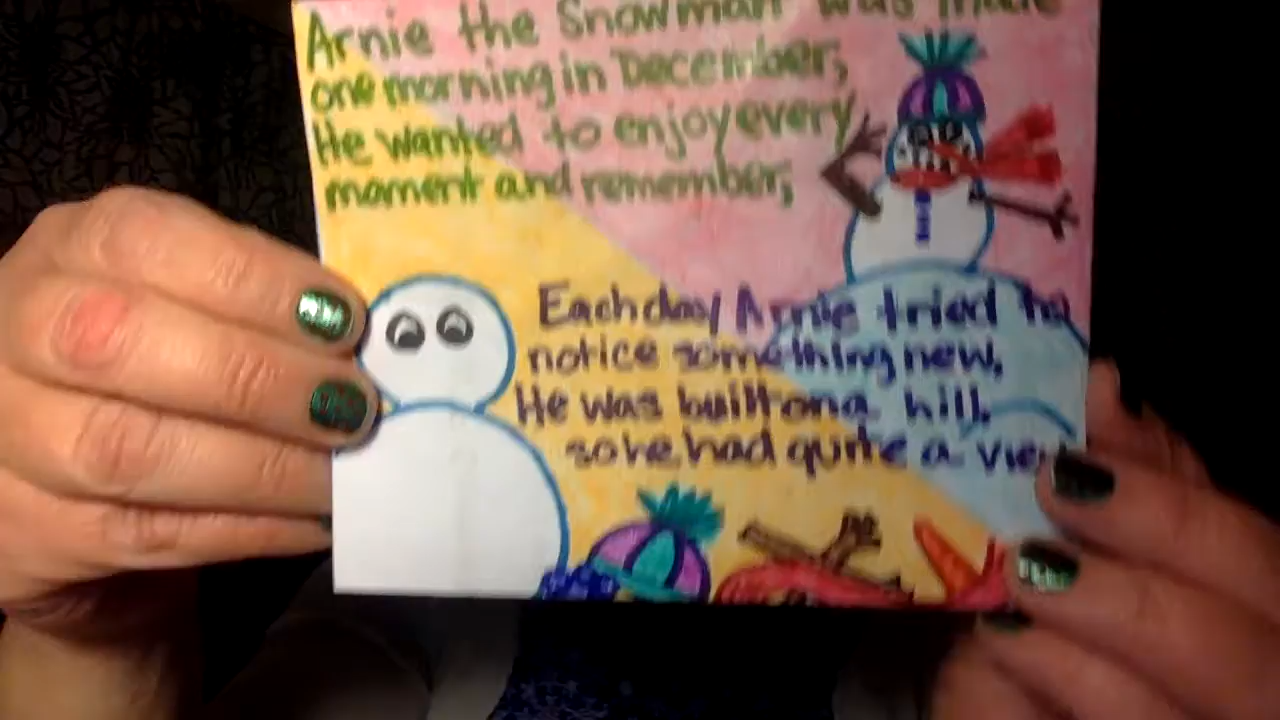 Arnie the Snowman was made
one morning in December,
He wanted to enjoy every
moment and remember,
Each day Arnie tried to
notice something new,
He was built on a hill,
so he had quite a view